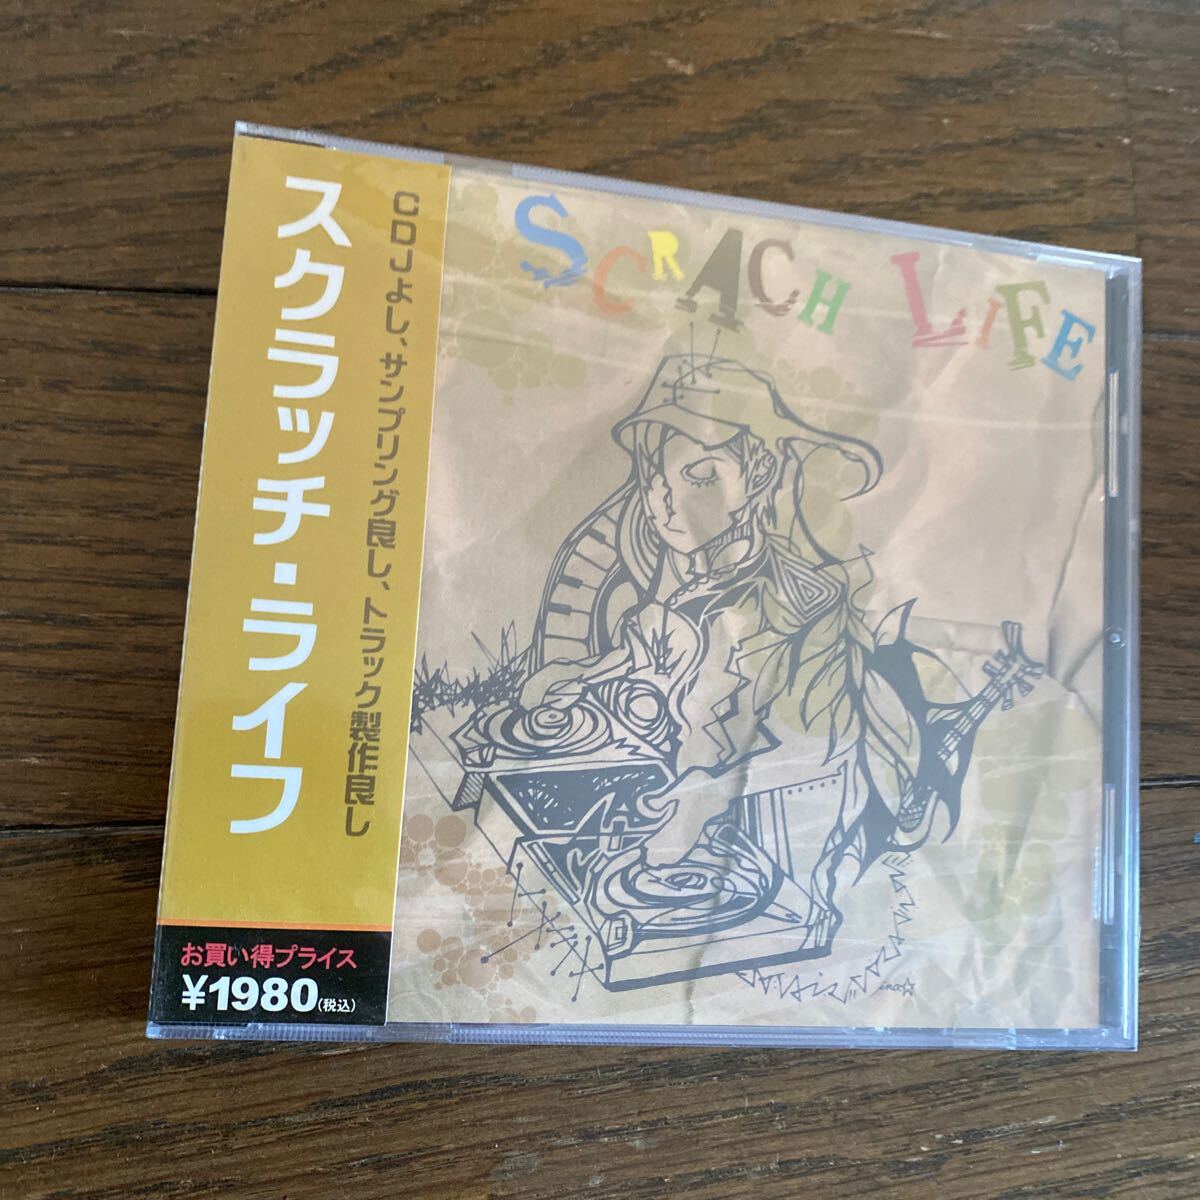 スクラッチ・ライフ
CDJよし、サンプリング良し、トラック製作良し
お買い得プライス
¥1980(税込)
SCRACH LIFE
ina☆